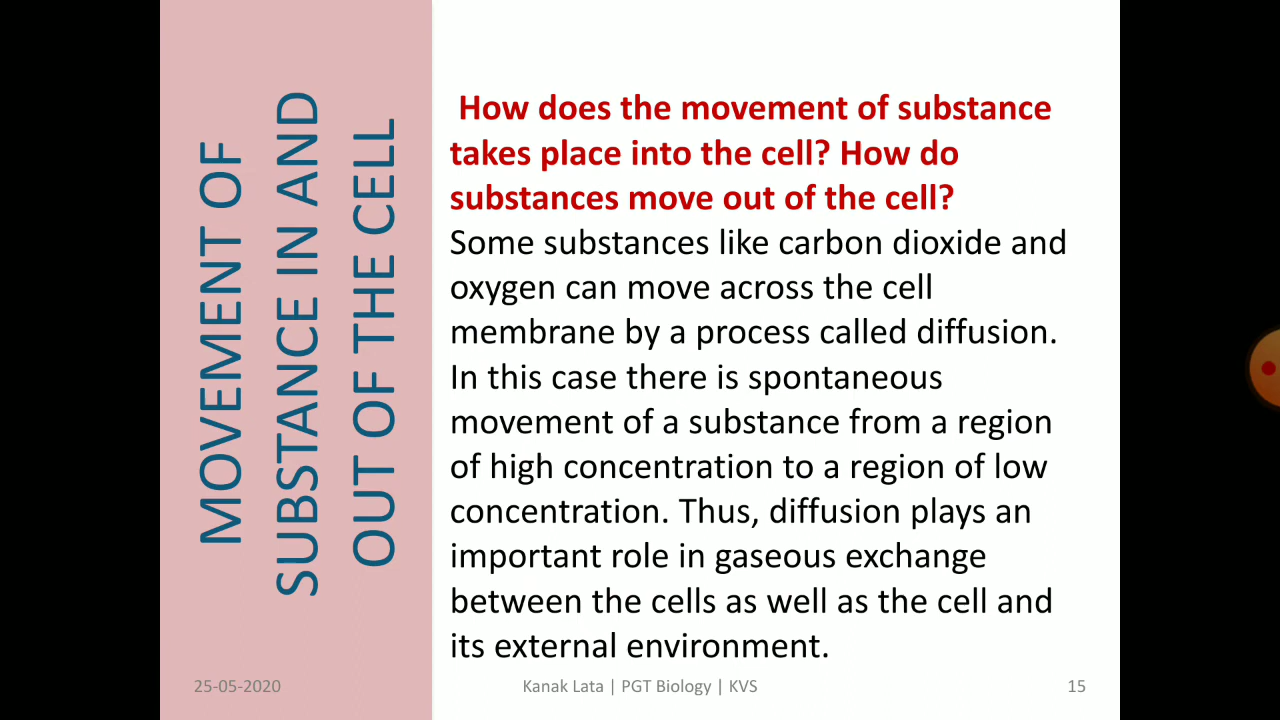 MOVEMENT OF
SUBSTANCE IN AND
OUT OF THE CELL
How does the movement of substance
takes place into the cell? How do
substances move out of the cell?
Some substances like carbon dioxide and
oxygen can move across the cell
membrane by a process called diffusion.
In this case there is spontaneous
movement of a substance from a region
of high concentration to a region of low
concentration. Thus, diffusion plays an
important role in gaseous exchange
between the cells as well as the cell and
its external environment.
25-05-2020
Kanak Lata | PGT Biology | KVS
15